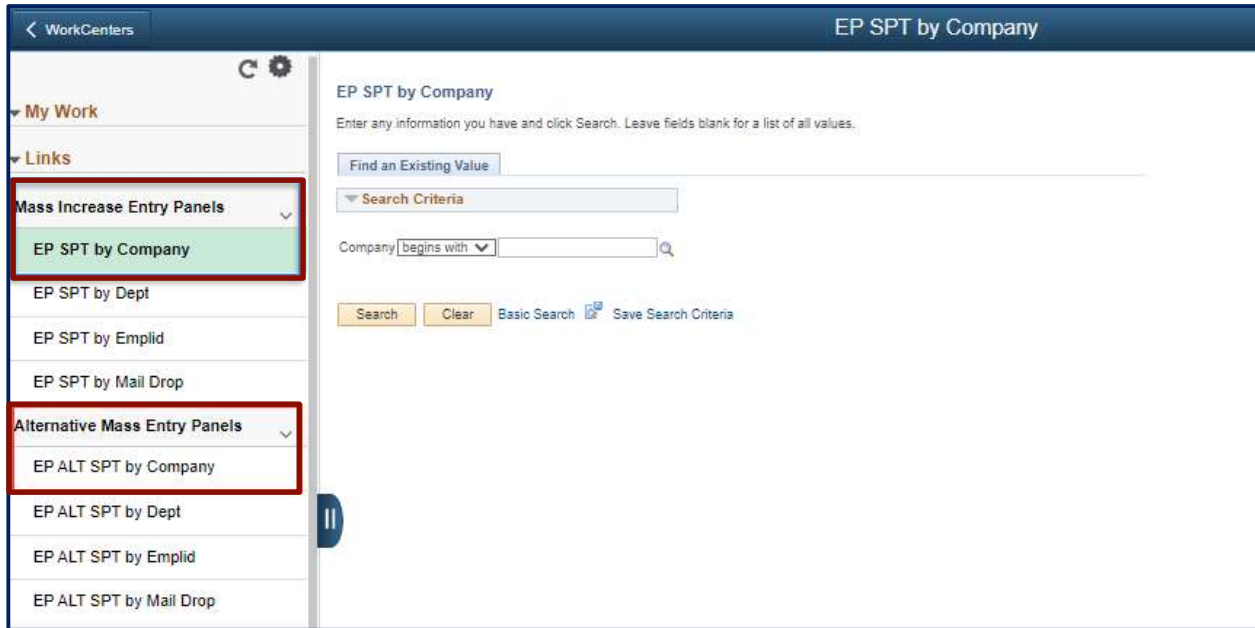 WorkCenters
EP SPT by Company
My Work
Links
Mass Increase Entry Panels
EP SPT by Company
EP SPT by Dept
EP SPT by Emplid
EP SPT by Mail Drop
Alternative Mass Entry Panels
EP ALT SPT by Company
EP ALT SPT by Dept
EP ALT SPT by Emplid
EP ALT SPT by Mail Drop
EP SPT by Company
Enter any information you have and click Search. Leave fields blank for a list of all values.
Find an Existing Value
Search Criteria
Company begins with
Search Clear Basic Search Save Search Criteria